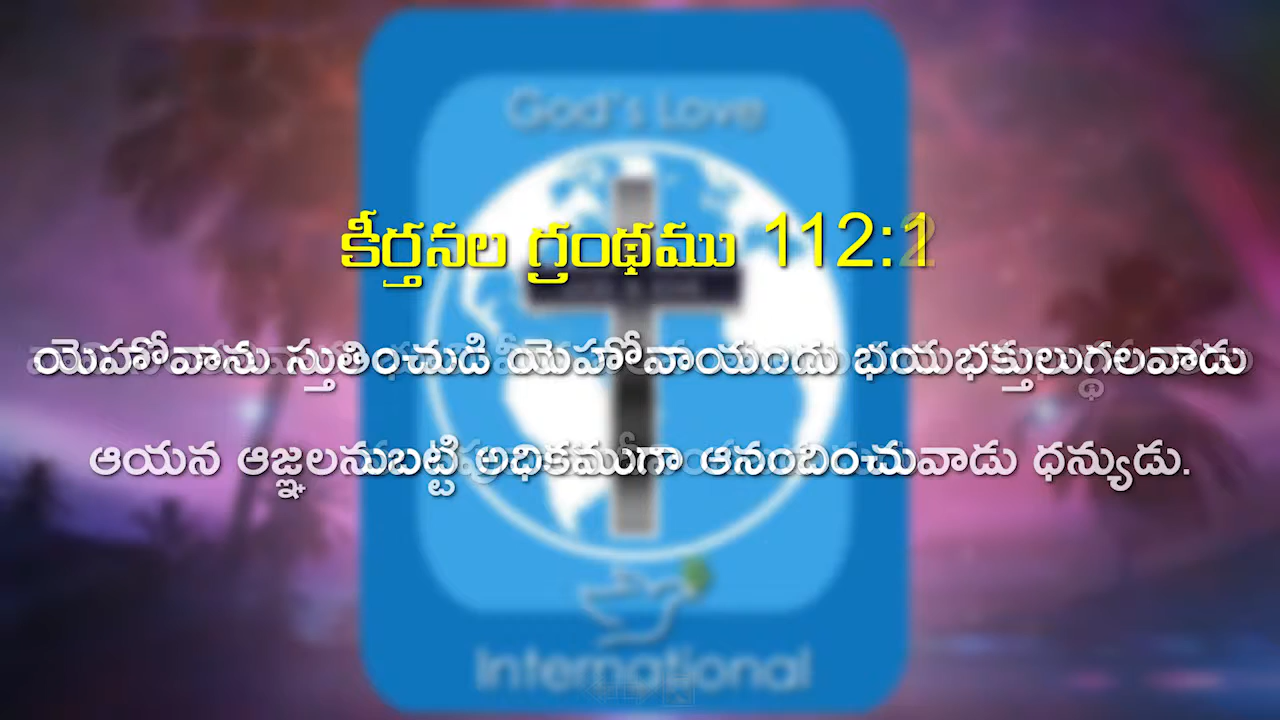 God's Love
కీర్తనల గ్రంథము 112:1
యెహోవాను స్తుతించుడి యెహోవాయందు భయభక్తులుగలవాడు
ఆయన ఆజ్ఞలనుబట్టి అధికముగా ఆనందించువాడు ధన్యుడు.
International